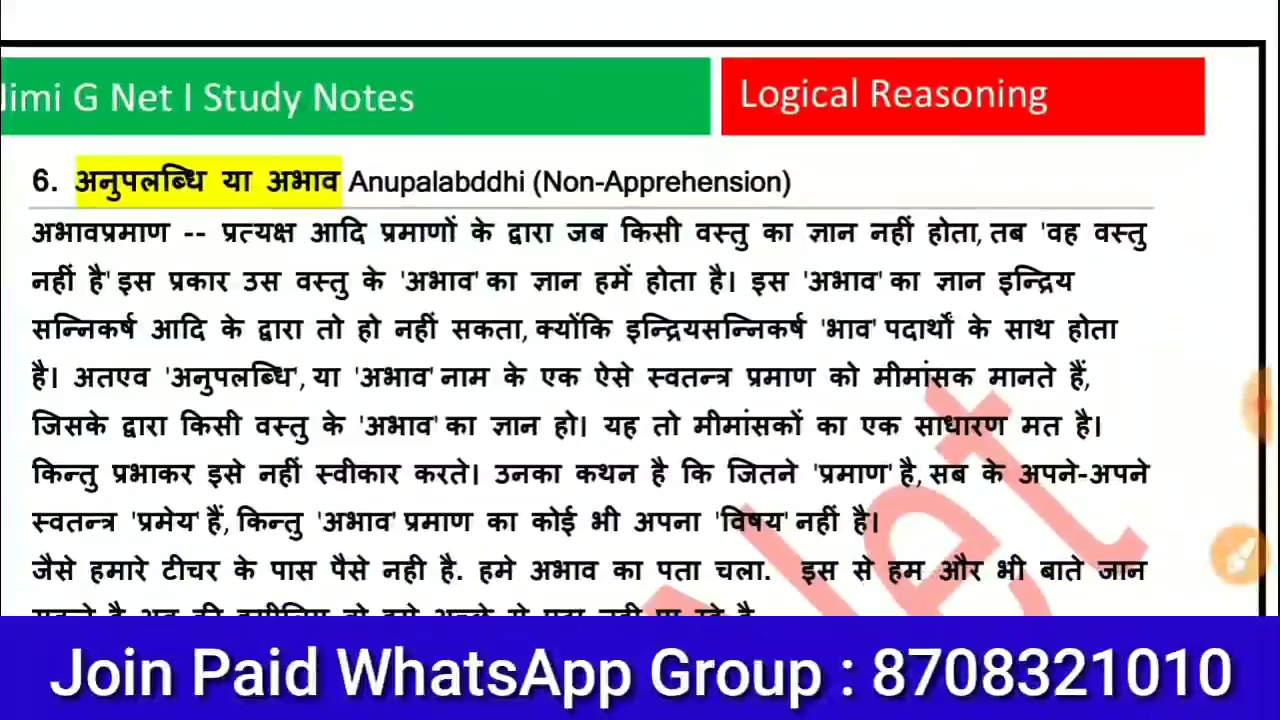 limi G Net I Study Notes
Logical Reasoning
6. अनुपलब्धि या अभाव Anupalabddhi (Non-Apprehension)
अभावप्रमाण -- प्रत्यक्ष आदि प्रमाणों के द्वारा जब किसी वस्तु का ज्ञान नहीं होता, तब 'वह वस्तु
नहीं है' इस प्रकार उस वस्तु के 'अभाव' का ज्ञान हमें होता है। इस 'अभाव' का ज्ञान इन्द्रिय
सन्निकर्ष आदि के द्वारा तो हो नहीं सकता, क्योंकि इन्द्रियसन्निकर्ष 'भाव' पदार्थों के साथ होता
है। अतएव 'अनुपलब्धि', या 'अभाव' नाम के एक ऐसे स्वतन्त्र प्रमाण को मीमांसक मानते हैं,
जिसके द्वारा किसी वस्तु के 'अभाव' का ज्ञान हो। यह तो मीमांसकों का एक साधारण मत है।
किन्तु प्रभाकर इसे नहीं स्वीकार करते। उनका कथन है कि जितने 'प्रमाण' है, सब के अपने-अपने
स्वतन्त्र 'प्रमेय' हैं, किन्तु 'अभाव' प्रमाण का कोई भी अपना 'विषय' नहीं है।
जैसे हमारे टीचर के पास पैसे नही है. हमे अभाव का पता चला. इस से हम और भी बाते जान
Net
Join Paid WhatsApp Group : 8708321010